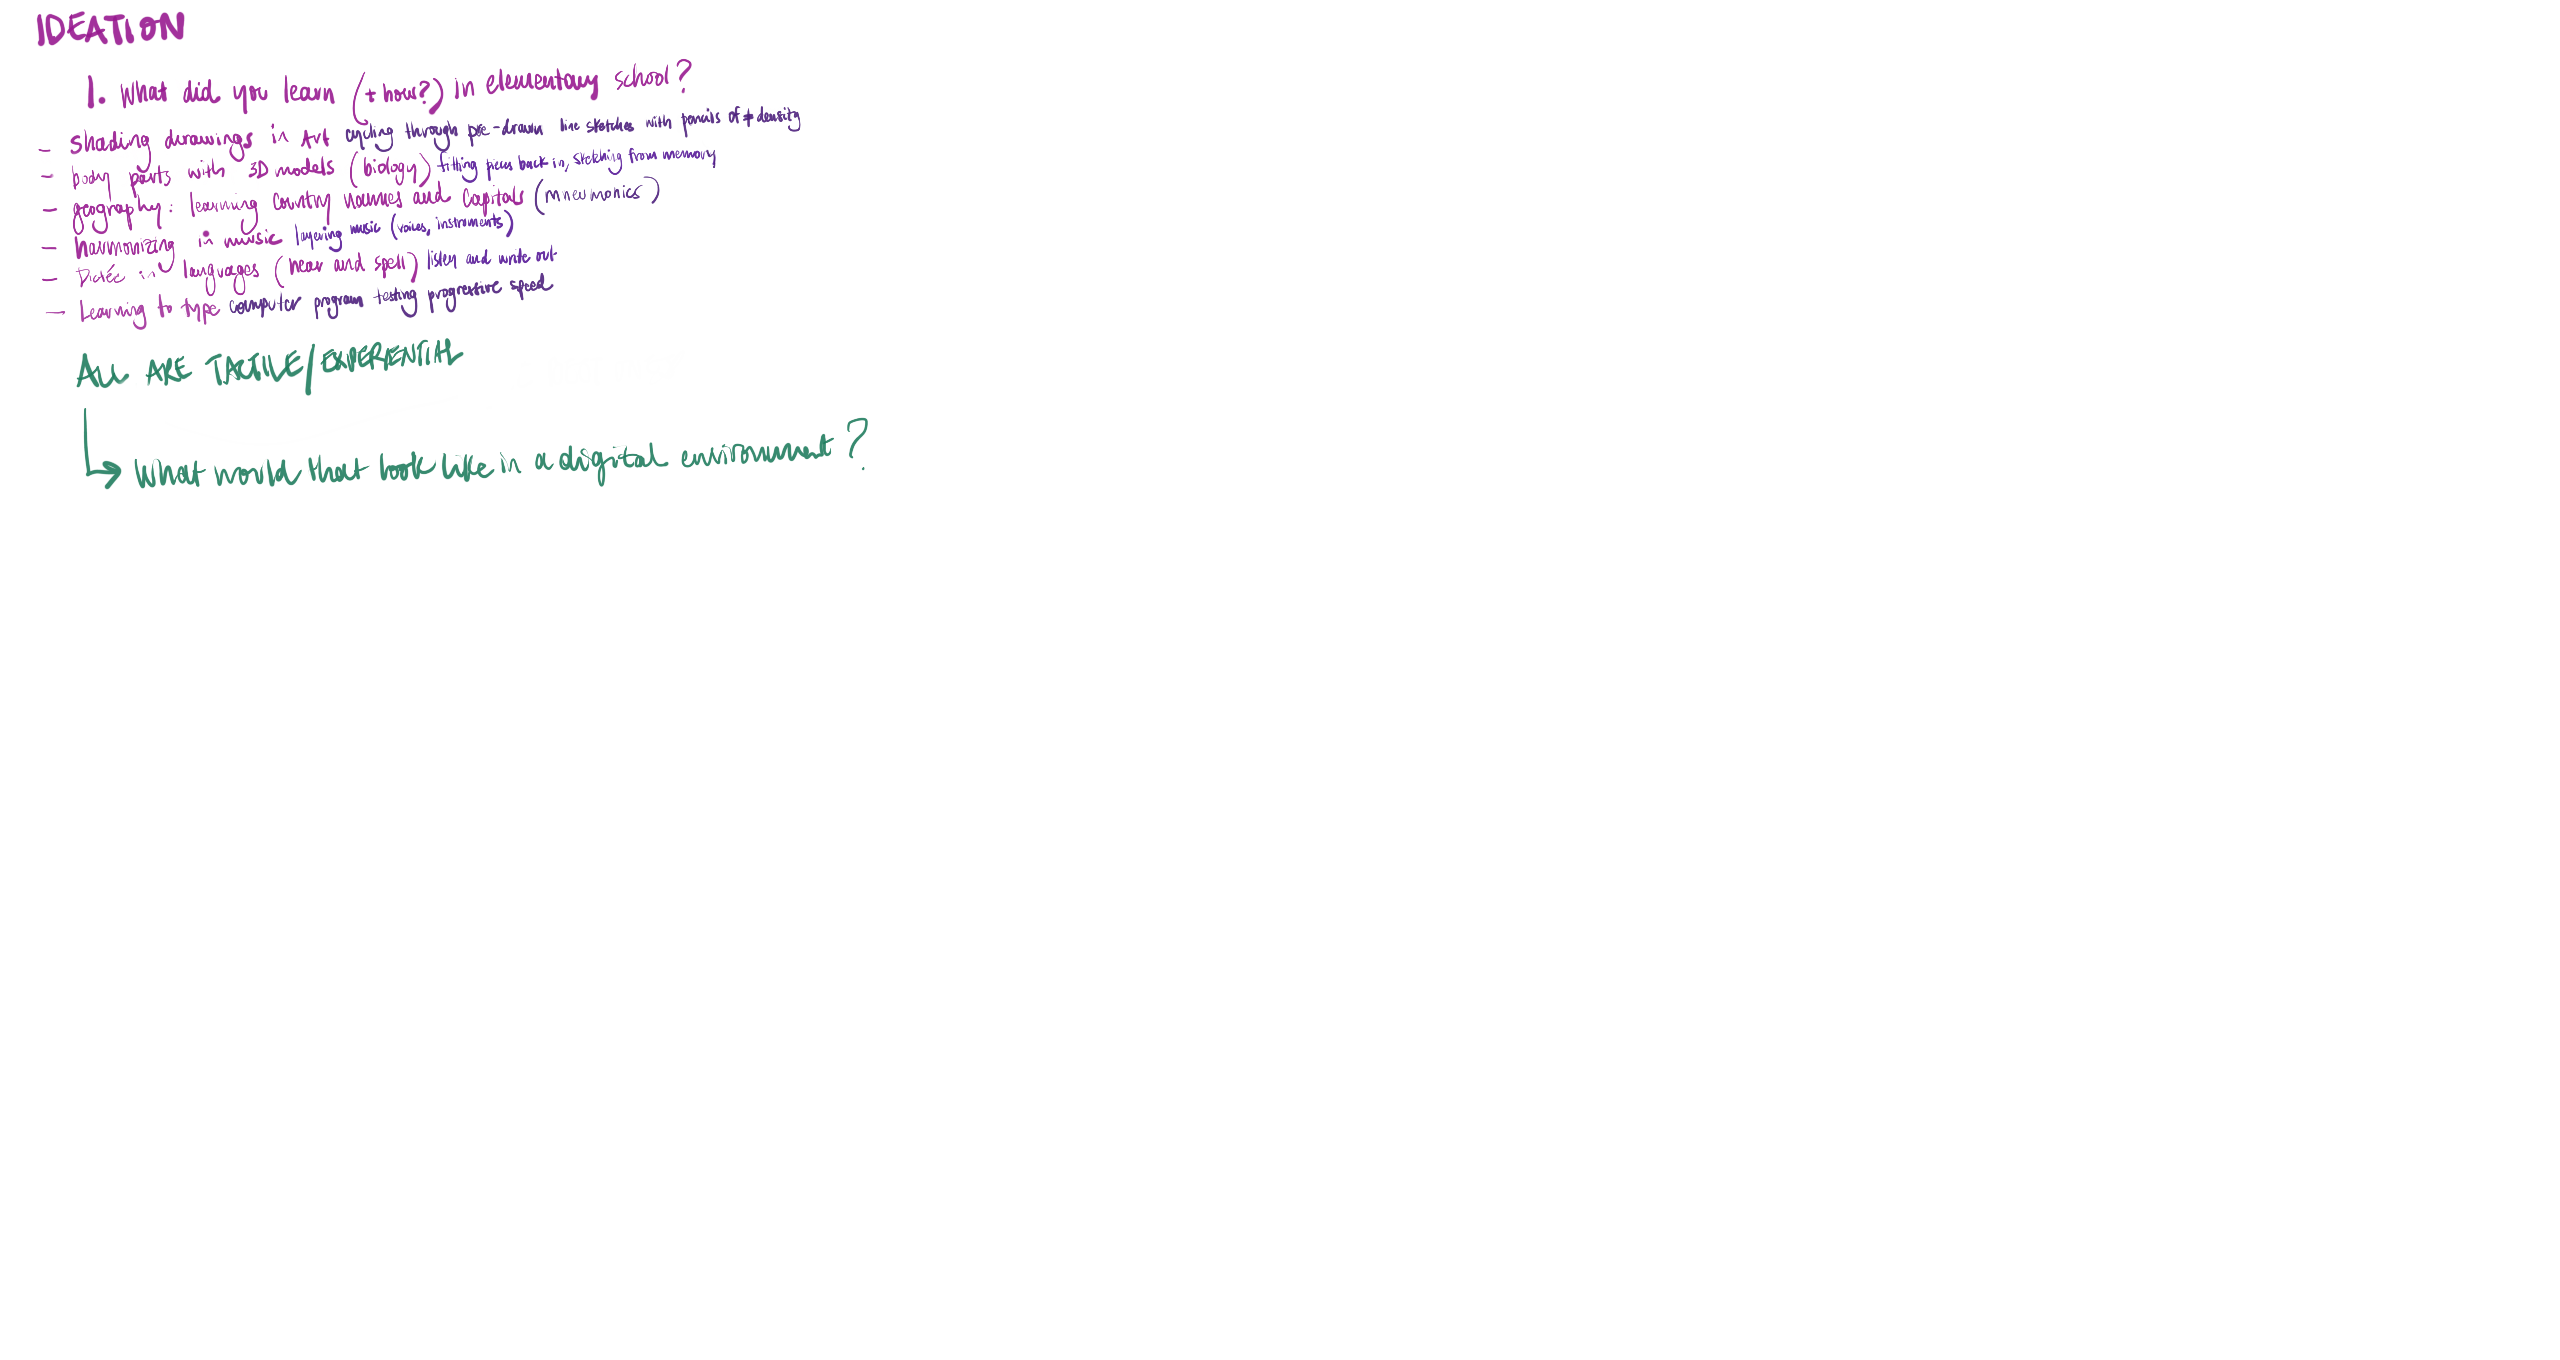 IDEATION
1. What did you learn (+ how?) in elementary school?
- shading drawings in Art cycling through pre-drawn line sketches with pencils of ≠ density
- body parts with 3D models (biology) fitting pieces back in, sketching from memory
- geography: learning country names and capitals (mneumonics)
- harmonizing in music layering music (voices, instruments)
- Dictée in languages (hear and spell) listen and write out
- Learning to type computer program testing progressive speed
ALL ARE TACTILE/EXPERIENTIAL
What would that look like in a digital environment?